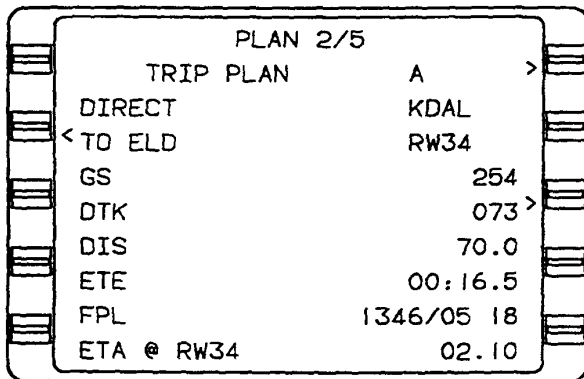 PLAN 2/5
TRIP PLAN A >
DIRECT KDAL
< TO ELD RW34
GS 254
DTK 073 >
DIS 70.0
ETE 00:16.5
FPL 1346/05 18
ETA @ RW34 02.10